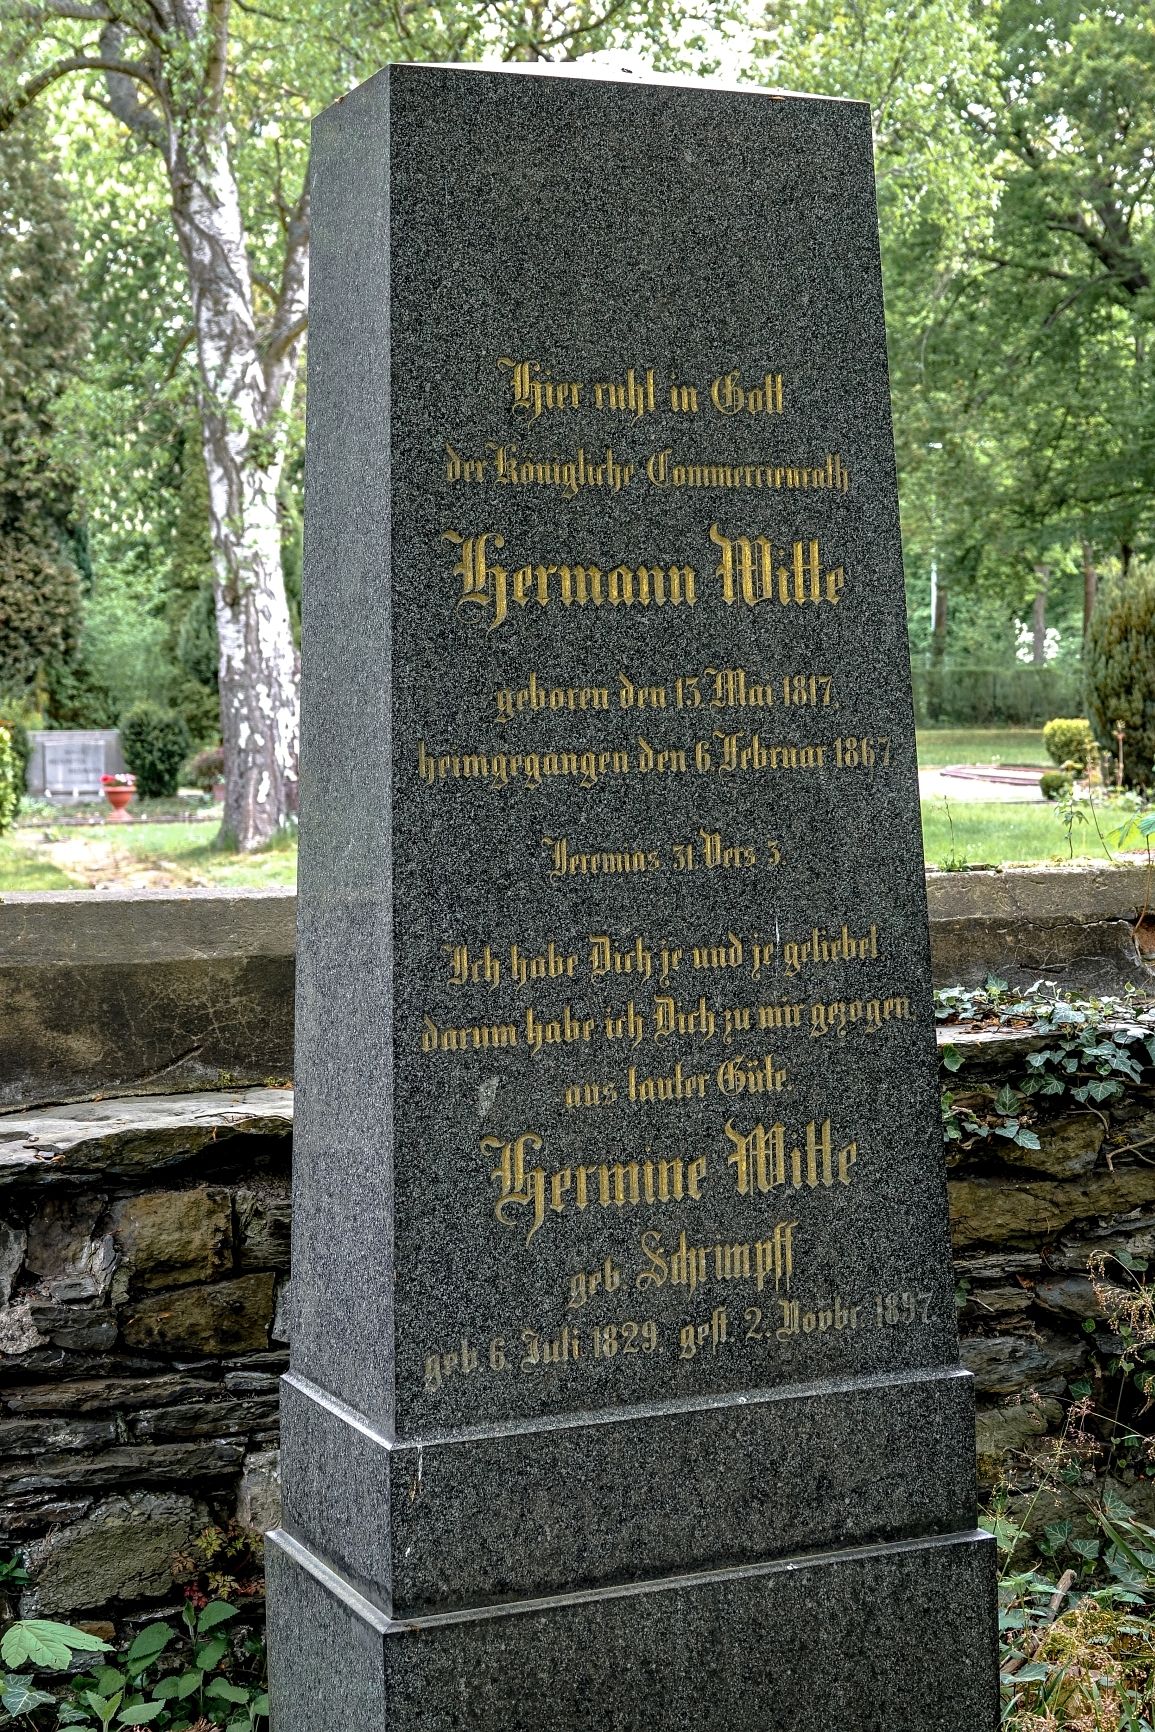 Hier ruht in Gott
der Königliche Commercienrath
Hermann Witte
geboren den 13. Mai 1817,
heimgegangen den 6 Februar 1867
Jeremias 31 Vers 3.
Ich habe Dich je und je geliebet
darum habe ich Dich zu mir gezogen
aus lauter Güte.
Hermine Witte
geb. Schrimpff
geb 6. Juli 1829. gest. 2. Novbr. 1897.